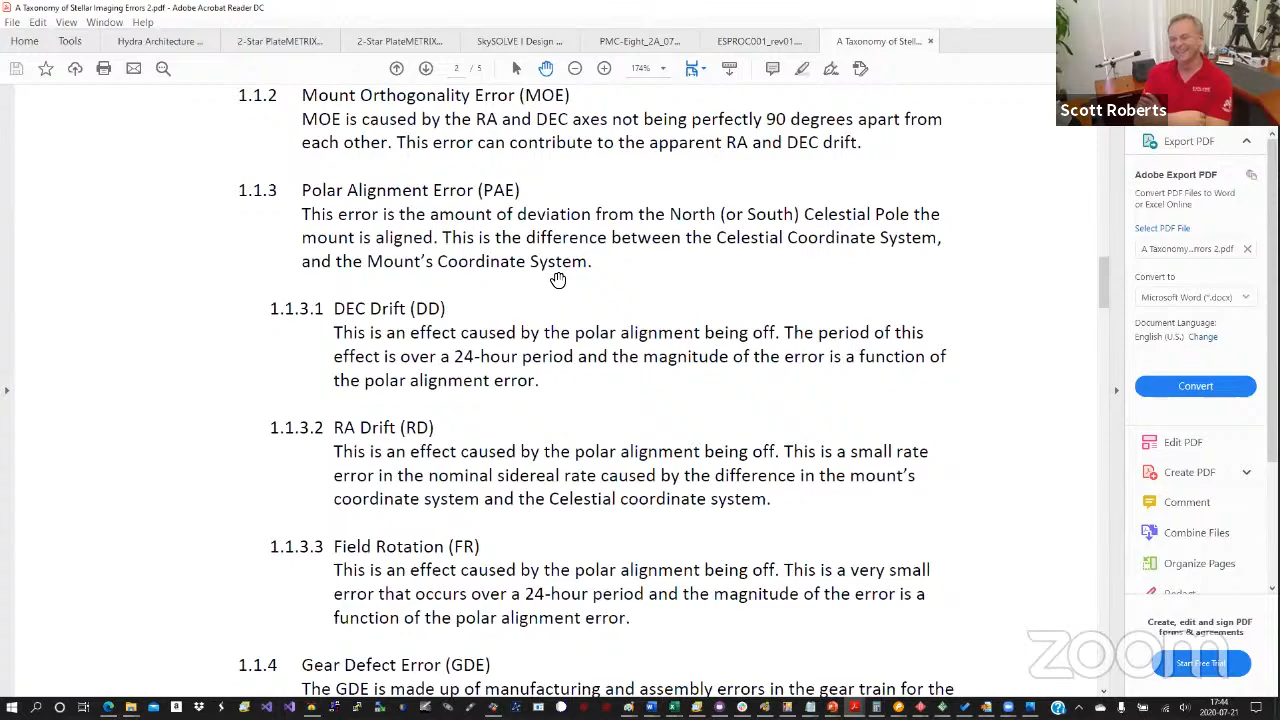 A Taxonomy of Stellar Imaging Errors 2.pdf - Adobe Acrobat Reader DC
File Edit View Window Help
Home Tools Hydra Architecture ... 2-Star PlateMETRIX... 2-Star PlateMETRIX... SkySOLVE I Design ... PMC-Eight_2A_07... ESPROC001_rev01... A Taxonomy of Stell... ×
2 / 5 174%
Scott Roberts
1.1.2 Mount Orthogonality Error (MOE)
MOE is caused by the RA and DEC axes not being perfectly 90 degrees apart from
each other. This error can contribute to the apparent RA and DEC drift.
1.1.3 Polar Alignment Error (PAE)
This error is the amount of deviation from the North (or South) Celestial Pole the
mount is aligned. This is the difference between the Celestial Coordinate System,
and the Mount's Coordinate System.
1.1.3.1 DEC Drift (DD)
This is an effect caused by the polar alignment being off. The period of this
effect is over a 24-hour period and the magnitude of the error is a function of
the polar alignment error.
1.1.3.2 RA Drift (RD)
This is an effect caused by the polar alignment being off. This is a small rate
error in the nominal sidereal rate caused by the difference in the mount's
coordinate system and the Celestial coordinate system.
1.1.3.3 Field Rotation (FR)
This is an effect caused by the polar alignment being off. This is a very small
error that occurs over a 24-hour period and the magnitude of the error is a
function of the polar alignment error.
1.1.4 Gear Defect Error (GDE)
The GDE is made up of manufacturing and assembly errors in the gear train for the
Export PDF
Adobe Export PDF
Convert PDF Files to Word
or Excel Online
Select PDF File
A Taxonomy...rrors 2.pdf ×
Convert to
Microsoft Word (*.docx)
Document Language:
English (U.S.) Change
Convert
Edit PDF
Create PDF
Comment
Combine Files
Organize Pages
Redact
Create, edit and sign PDF
forms & agreements
Start Free Trial
zoom
17:44
2020-07-21